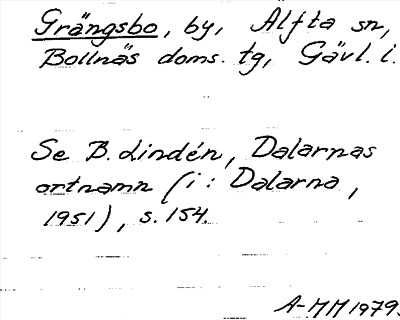 Grängsbo, by, Alfta sn,
Bollnäs doms. tg, Gävl. l.
Se B. Lindén, Dalarnas
ortnamn (i: Dalarna,
1951), s. 154.
A-MM 1979.